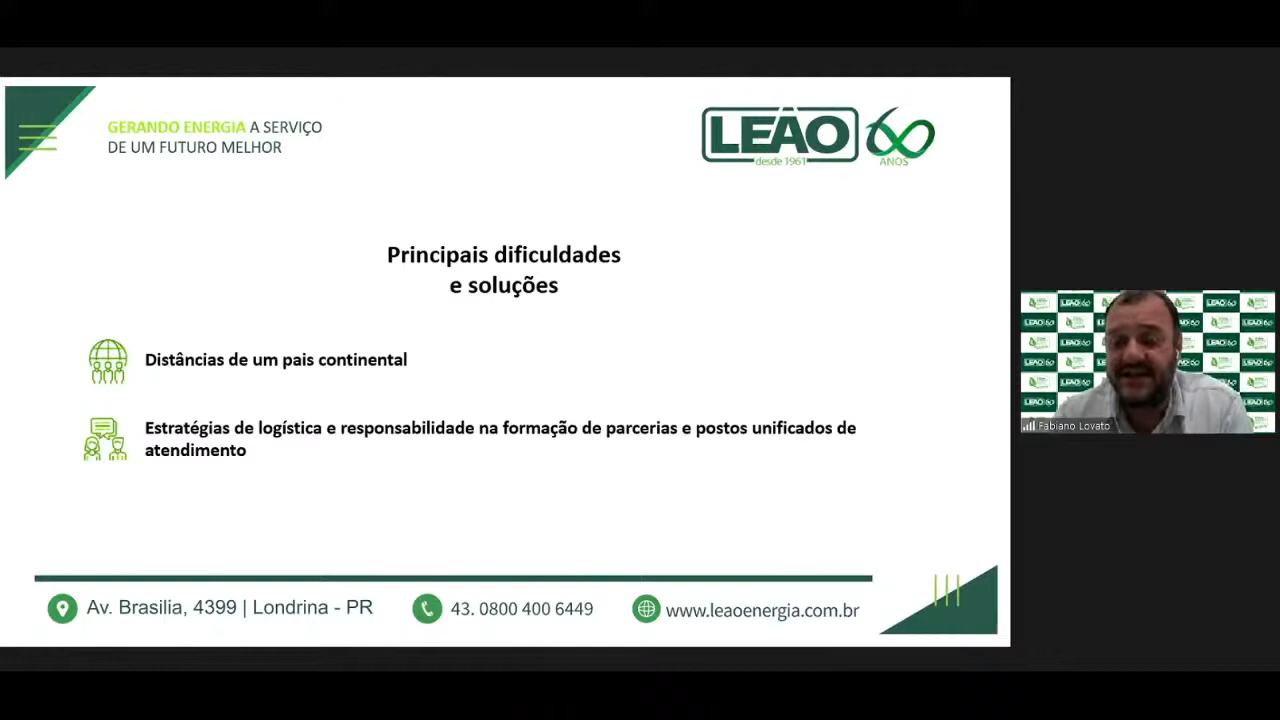 GERANDO ENERGIA A SERVIÇO
DE UM FUTURO MELHOR
LEÃO 60
desde 1961 ANOS
Principais dificuldades
e soluções
Distâncias de um pais continental
Estratégias de logística e responsabilidade na formação de parcerias e postos unificados de
atendimento
LEÃO 60
Fabiano Lovato
Av. Brasilia, 4399 | Londrina - PR
43. 0800 400 6449
www.leaoenergia.com.br